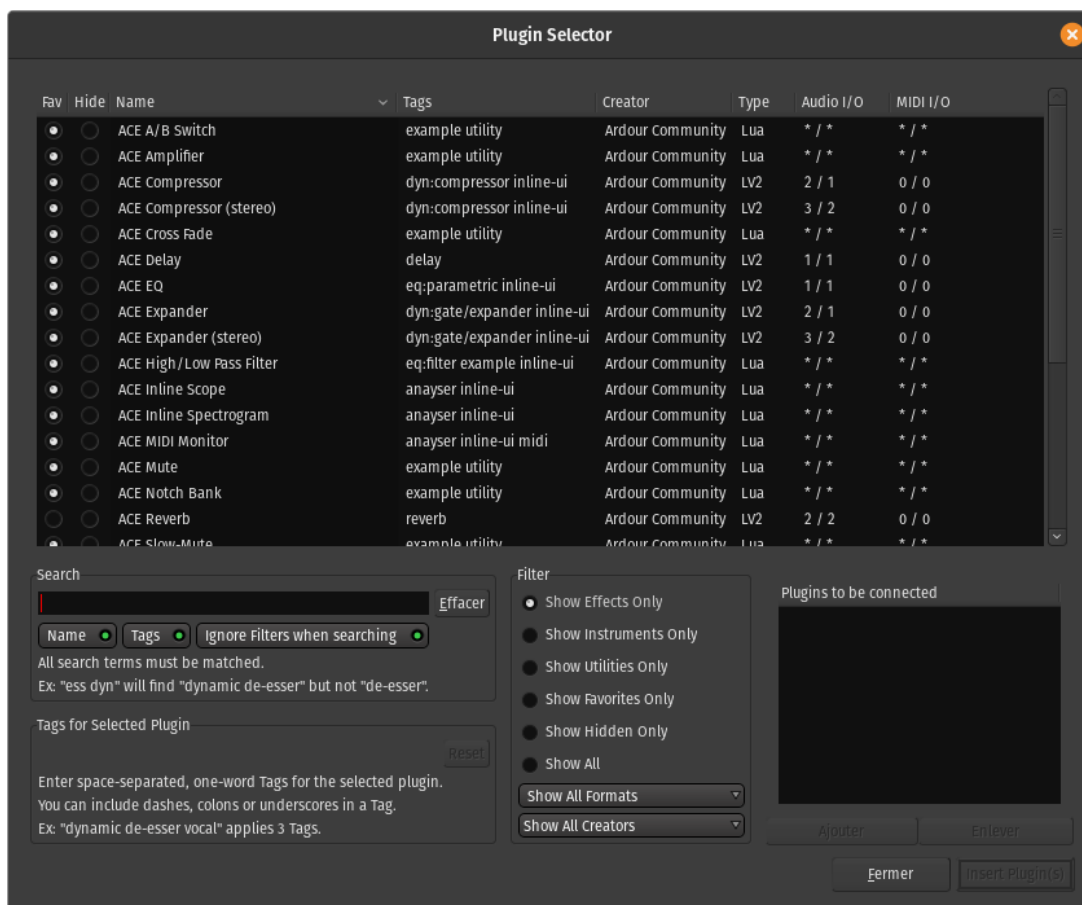 Plugin Selector
Fav Hide Name Tags Creator Type Audio I/O MIDI I/O
ACE A/B Switch example utility Ardour Community Lua * / * * / *
ACE Amplifier example utility Ardour Community Lua * / * * / *
ACE Compressor dyn:compressor inline-ui Ardour Community LV2 2 / 1 0 / 0
ACE Compressor (stereo) dyn:compressor inline-ui Ardour Community LV2 3 / 2 0 / 0
ACE Cross Fade example utility Ardour Community Lua * / * * / *
ACE Delay delay Ardour Community LV2 1 / 1 0 / 0
ACE EQ eq:parametric inline-ui Ardour Community LV2 1 / 1 0 / 0
ACE Expander dyn:gate/expander inline-ui Ardour Community LV2 2 / 1 0 / 0
ACE Expander (stereo) dyn:gate/expander inline-ui Ardour Community LV2 3 / 2 0 / 0
ACE High/Low Pass Filter eq:filter example inline-ui Ardour Community Lua * / * * / *
ACE Inline Scope anayser inline-ui Ardour Community Lua * / * * / *
ACE Inline Spectrogram anayser inline-ui Ardour Community Lua * / * * / *
ACE MIDI Monitor anayser inline-ui midi Ardour Community Lua * / * * / *
ACE Mute example utility Ardour Community Lua * / * * / *
ACE Notch Bank example utility Ardour Community Lua * / * * / *
ACE Reverb reverb Ardour Community LV2 2 / 2 0 / 0
ACE Slow-Mute example utility Ardour Community Lua * / * * / *
Search
Effacer
Name Tags Ignore Filters when searching
All search terms must be matched.
Ex: "ess dyn" will find "dynamic de-esser" but not "de-esser".
Tags for Selected Plugin
Reset
Enter space-separated, one-word Tags for the selected plugin.
You can include dashes, colons or underscores in a Tag.
Ex: "dynamic de-esser vocal" applies 3 Tags.
Filter
Show Effects Only
Show Instruments Only
Show Utilities Only
Show Favorites Only
Show Hidden Only
Show All
Show All Formats
Show All Creators
Plugins to be connected
Ajouter Enlever
Fermer Insert Plugin(s)